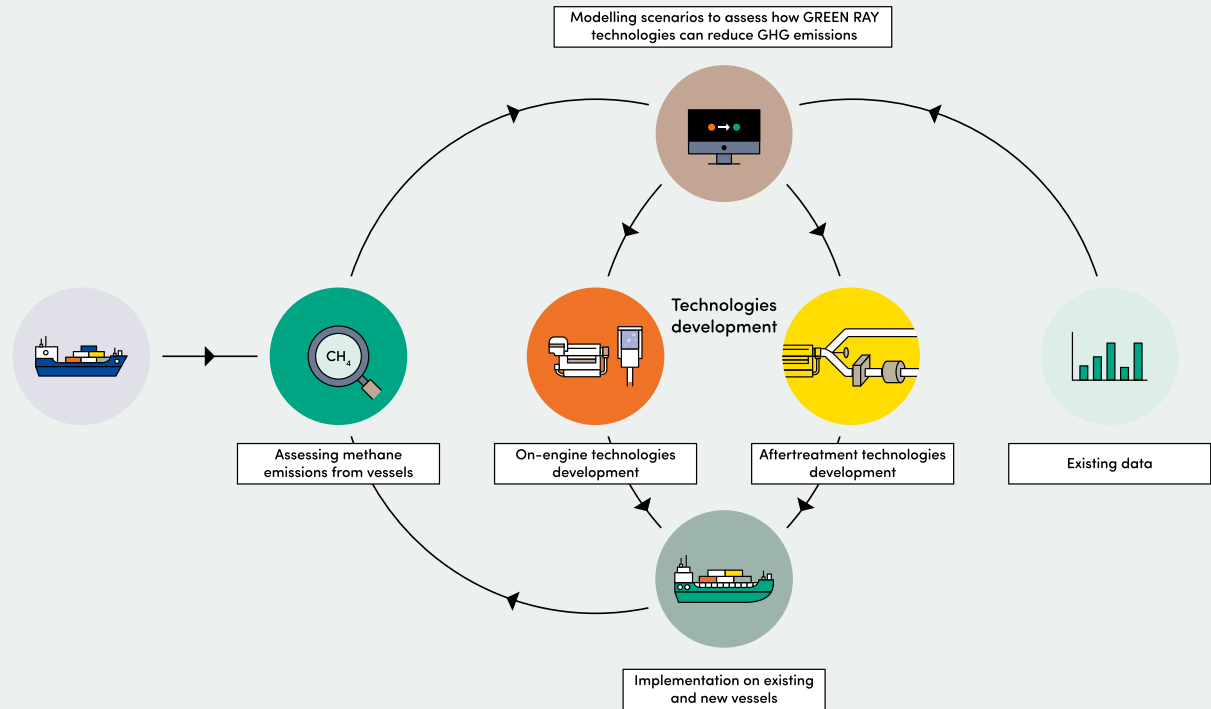 Modelling scenarios to assess how GREEN RAY
technologies can reduce GHG emissions
Technologies
development
CH₄
Assessing methane
emissions from vessels
On-engine technologies
development
Aftertreatment technologies
development
Existing data
Implementation on existing
and new vessels